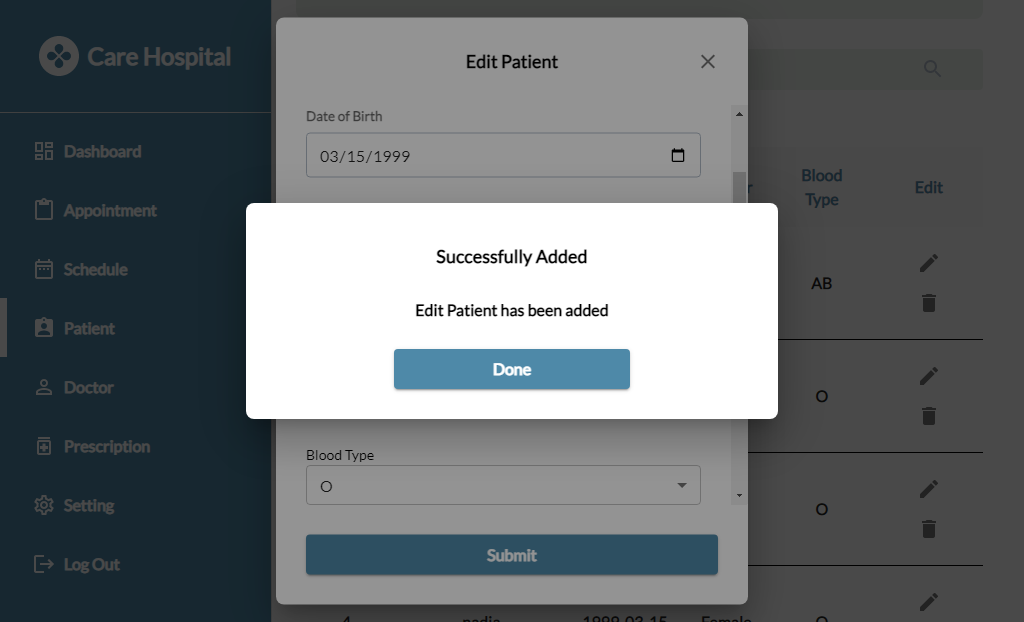 Care Hospital
Dashboard
Appointment
Schedule
Patient
Doctor
Prescription
Setting
Log Out
Edit Patient
Date of Birth
03/15/1999
Successfully Added
Edit Patient has been added
Done
Blood Type
O
Submit
Blood
Type
Edit
AB
O
O
4 nadia 1999-03-15 Female O